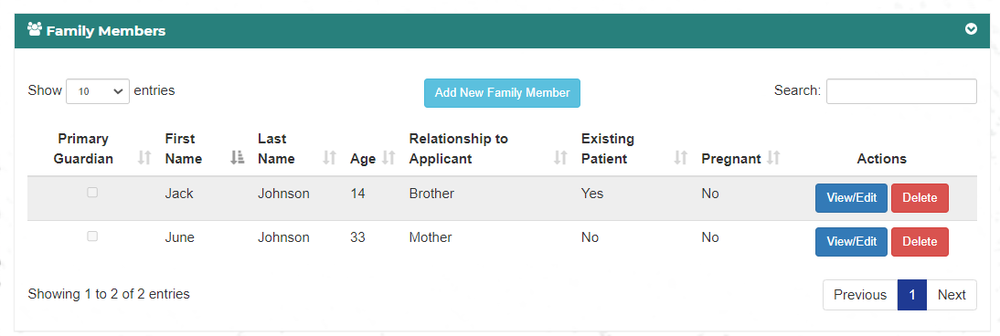 Family Members
Show 10 entries Add New Family Member Search:
Primary Guardian First Name Last Name Age Relationship to Applicant Existing Patient Pregnant Actions
Jack Johnson 14 Brother Yes No View/Edit Delete
June Johnson 33 Mother No No View/Edit Delete
Showing 1 to 2 of 2 entries Previous 1 Next